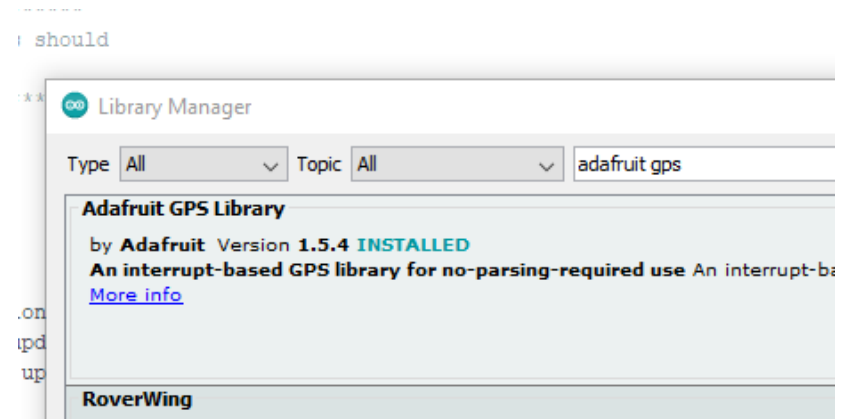 ******
should
**
Library Manager
Type All Topic All adafruit gps
Adafruit GPS Library
by Adafruit Version 1.5.4 INSTALLED
An interrupt-based GPS library for no-parsing-required use An interrupt-ba
More info
RoverWing